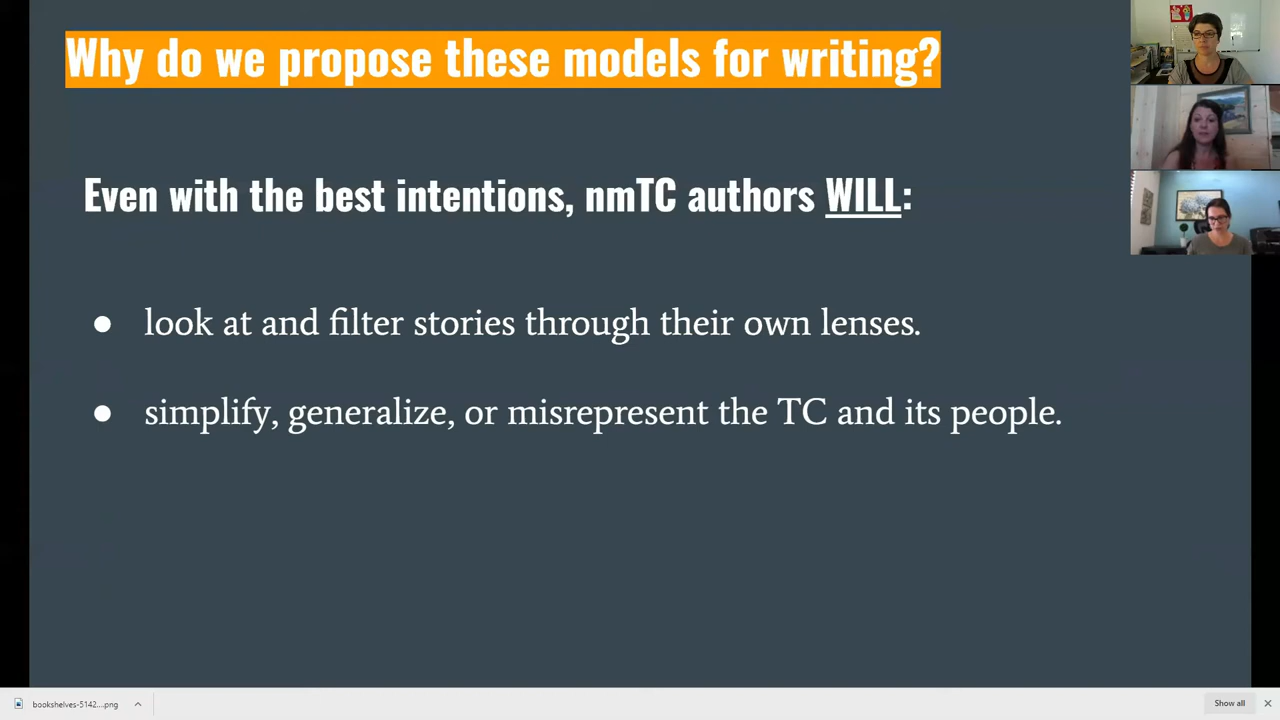 Why do we propose these models for writing?
Even with the best intentions, nmTC authors WILL:
● look at and filter stories through their own lenses.
● simplify, generalize, or misrepresent the TC and its people.
bookshelves-5142....png
Show all